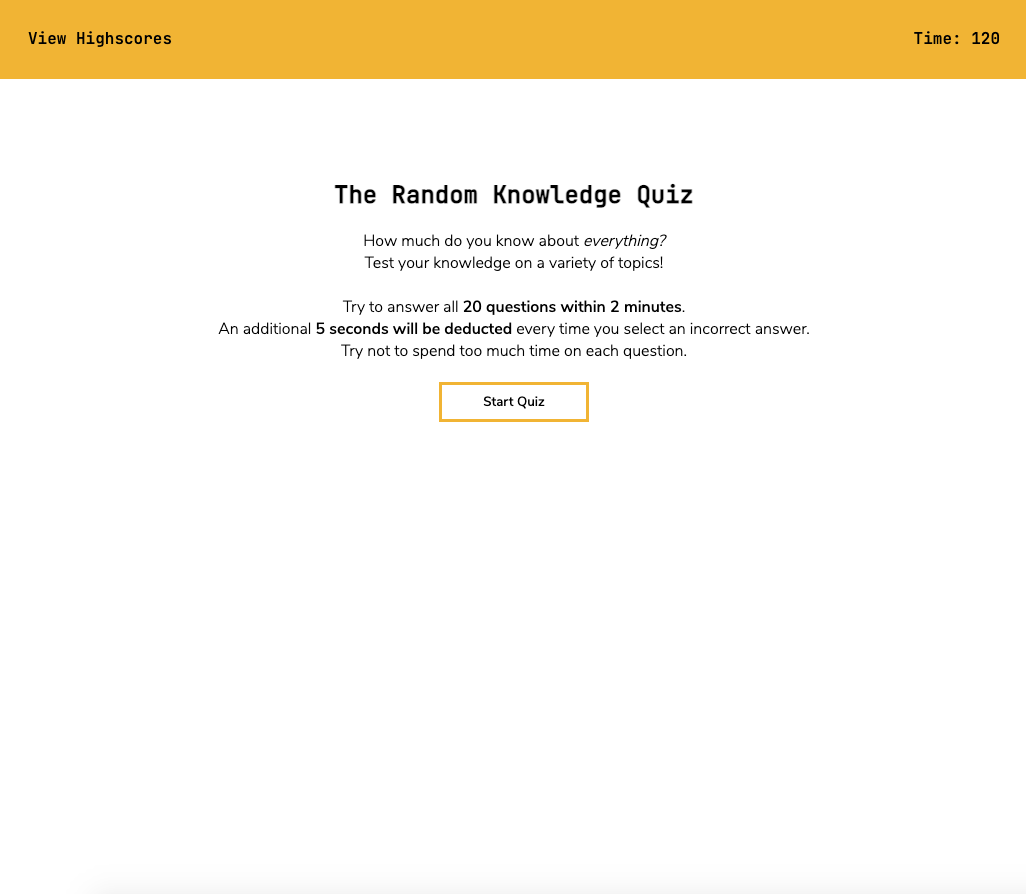 View Highscores
Time: 120
The Random Knowledge Quiz
How much do you know about everything?
Test your knowledge on a variety of topics!
Try to answer all 20 questions within 2 minutes.
An additional 5 seconds will be deducted every time you select an incorrect answer.
Try not to spend too much time on each question.
Start Quiz